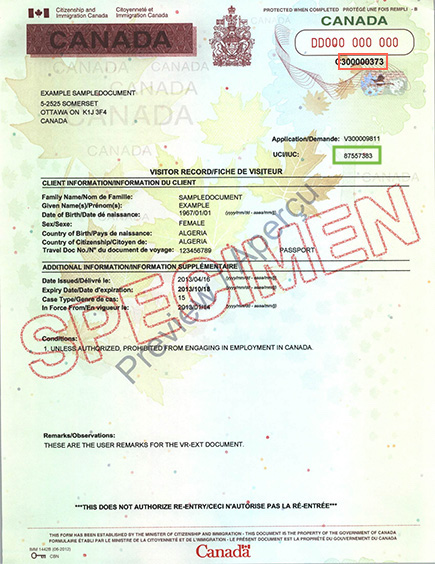 Citizenship and Immigration Canada
Citoyenneté et Immigration Canada
PROTECTED WHEN COMPLETED PROTÉGÉ UNE FOIS REMPLI - B
CANADA
CANADA
DD000 000 000
O300000373
CANADA
CANADA
EXAMPLE SAMPLEDOCUMENT
5-2525 SOMERSET
OTTAWA ON K1J 3F4
CANADA
Application/Demande: V300009811
UCI/IUC: 87557383
VISITOR RECORD/FICHE DE VISITEUR
CLIENT INFORMATION/INFORMATION DU CLIENT
Family Name/Nom de Famille: SAMPLEDOCUMENT
Given Name(s)/Prénom(s): EXAMPLE
Date of Birth/Date dé naissance: 1967/01/01 (yyyy/mm/dd - aaaa/mm/jj)
Sex/Sexe: FEMALE
Country of Birth/Pays de naissance: ALGERIA
Country of Citizenship/Citoyen de: ALGERIA
Travel Doc No./N° du document de voyage: 123456789 PASSPORT
ADDITIONAL INFORMATION/INFORMATION SUPPLÉMENTAIRE
Date Issued/Délivré le: 2013/04/16 (yyyy/mm/dd - aaaa/mm/jj)
Expiry Date/Date d'expiration: 2013/10/18 (yyyy/mm/dd - aaaa/mm/jj)
Case Type/Genre de cas: 15
In Force From/En vigueur le: (yyyy/mm/dd - aaaa/mm/jj)
SPECIMEN
Preview / Aperçu
Conditions:
1. UNLESS AUTHORIZED, PROHIBITED FROM ENGAGING IN EMPLOYMENT IN CANADA.
Remarks/Observations:
THESE ARE THE USER REMARKS FOR THE VR-EXT DOCUMENT.
***THIS DOES NOT AUTHORIZE RE-ENTRY/CECI N'AUTORISE PAS LA RÉ-ENTRÉE***
THIS FORM HAS BEEN ESTABLISHED BY THE MINISTER OF CITIZENSHIP AND IMMIGRATION - THIS DOCUMENT IS THE PROPERTY OF THE GOVERNMENT OF CANADA
FORMULAIRE ÉTABLI PAR LE MINISTRE DE LA CITOYENNETÉ ET DE L'IMMIGRATION - LE PRÉSENT DOCUMENT EST LA PROPRIÉTÉ DU GOUVERNEMENT DU CANADA
IMM 1442B (06-2012)
CBN
Canada